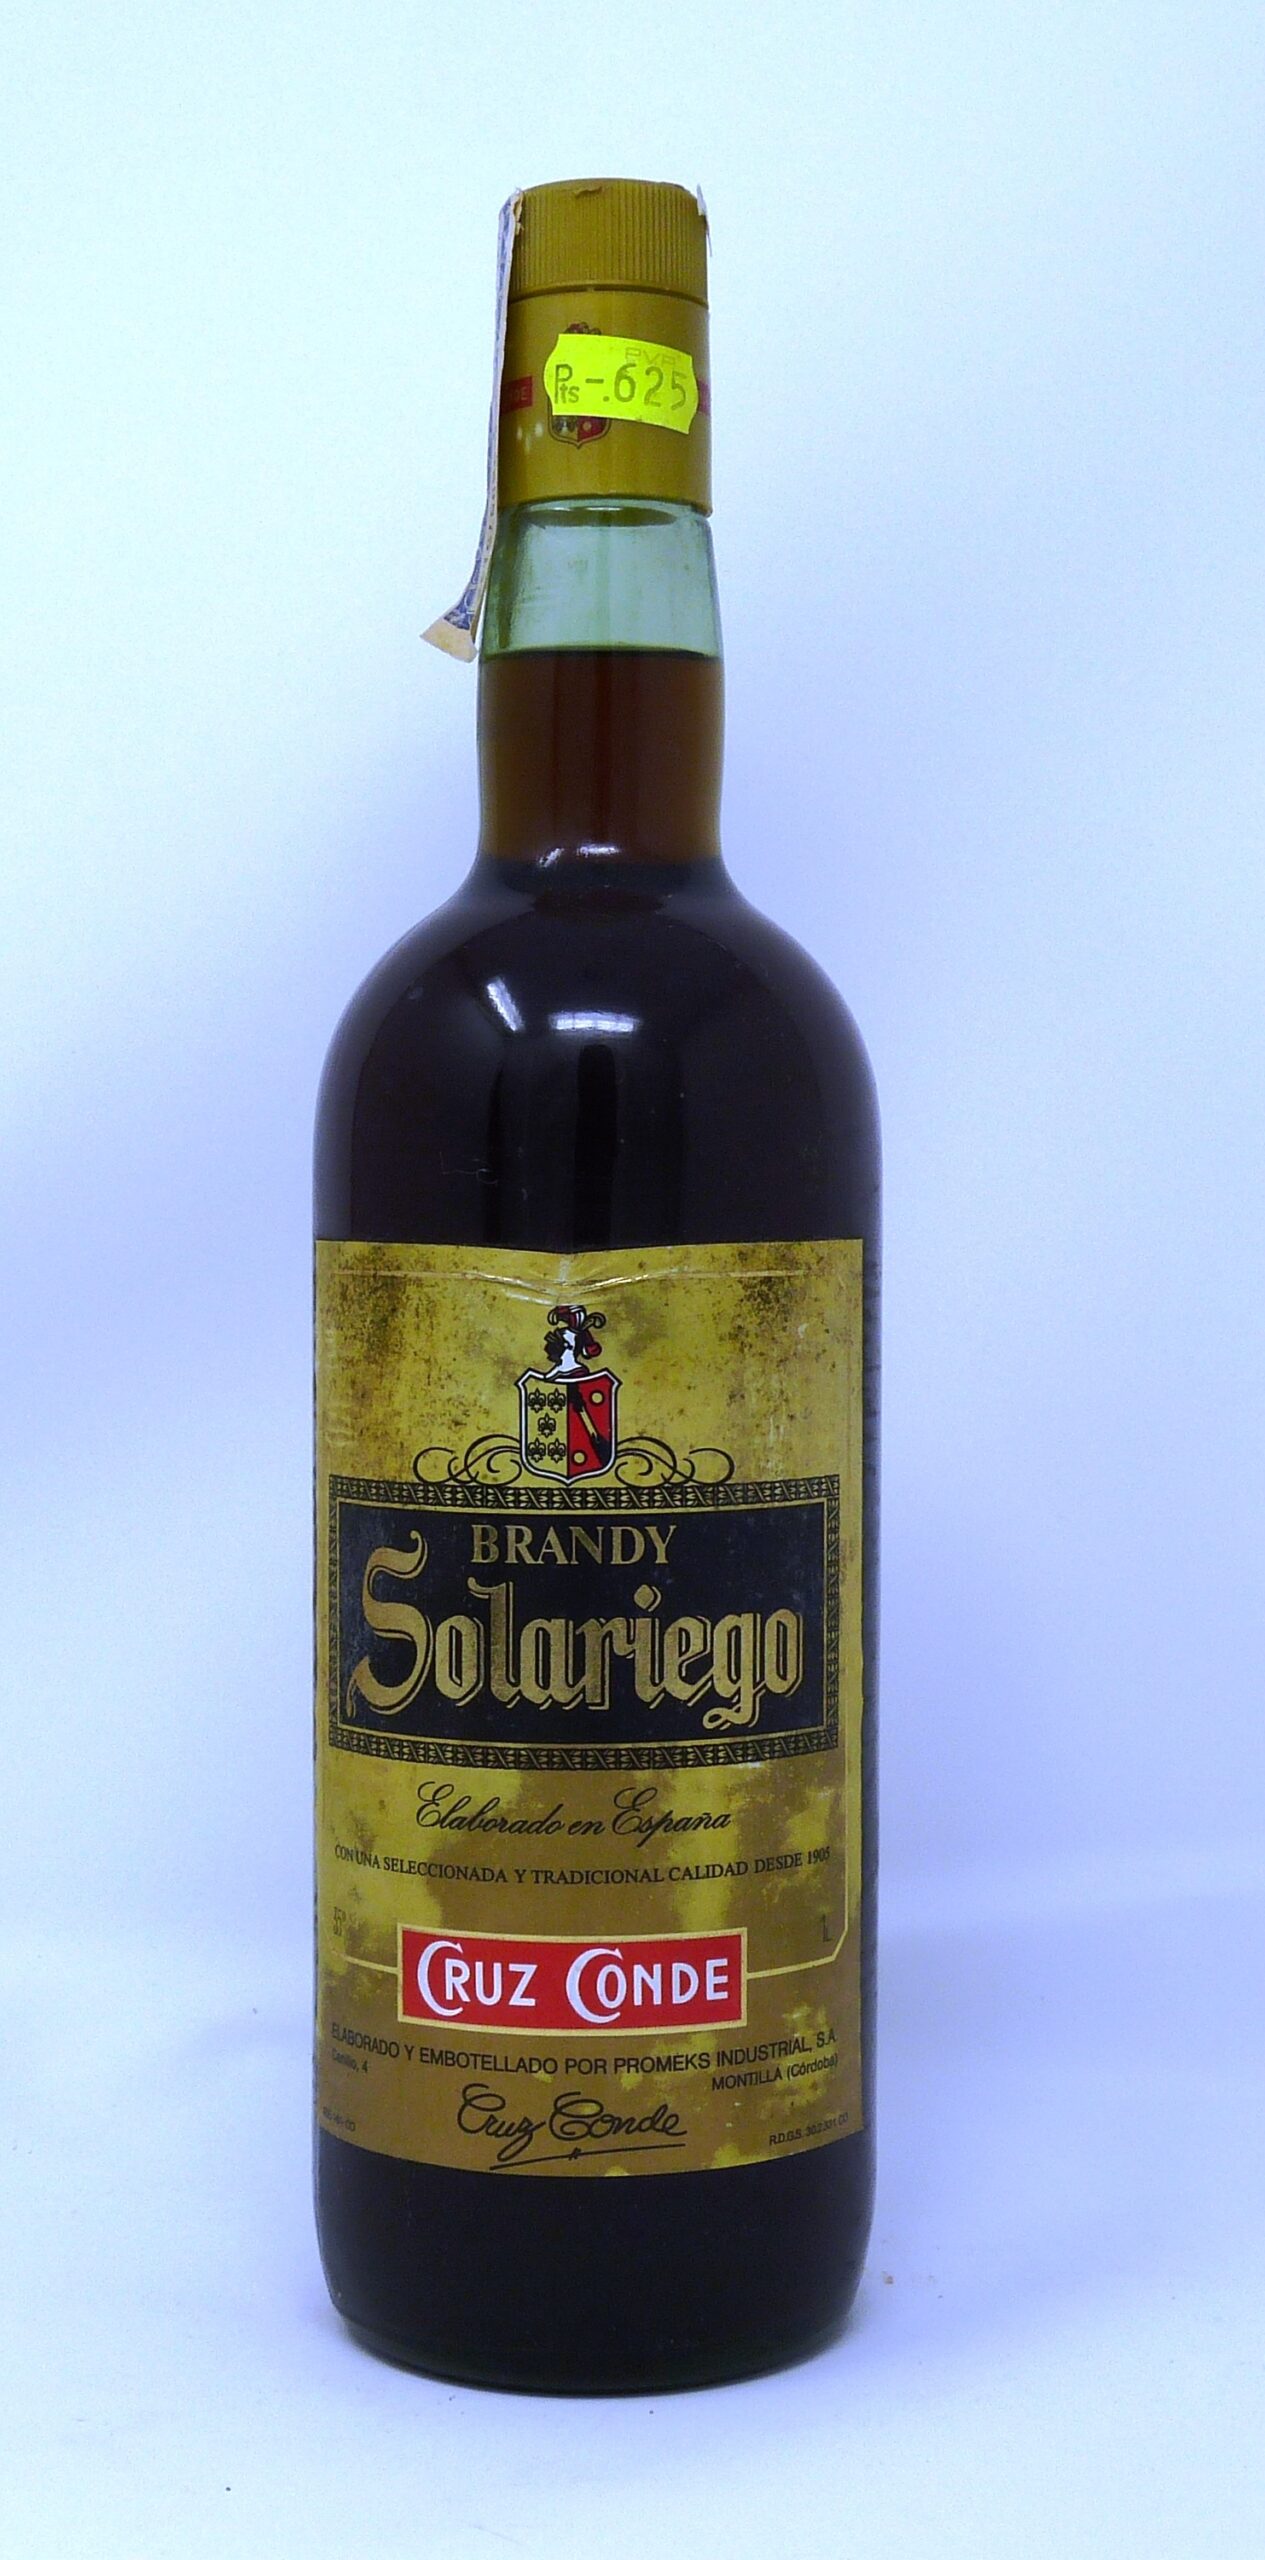 PVP
Pts -.625
BRANDY
Solariego
Elaborado en España
CON UNA SELECCIONADA Y TRADICIONAL CALIDAD DESDE 1905
1L
CRUZ CONDE
ELABORADO Y EMBOTELLADO POR PROMEKS INDUSTRIAL, S.A.
MONTILLA (Córdoba)
Cruz Conde